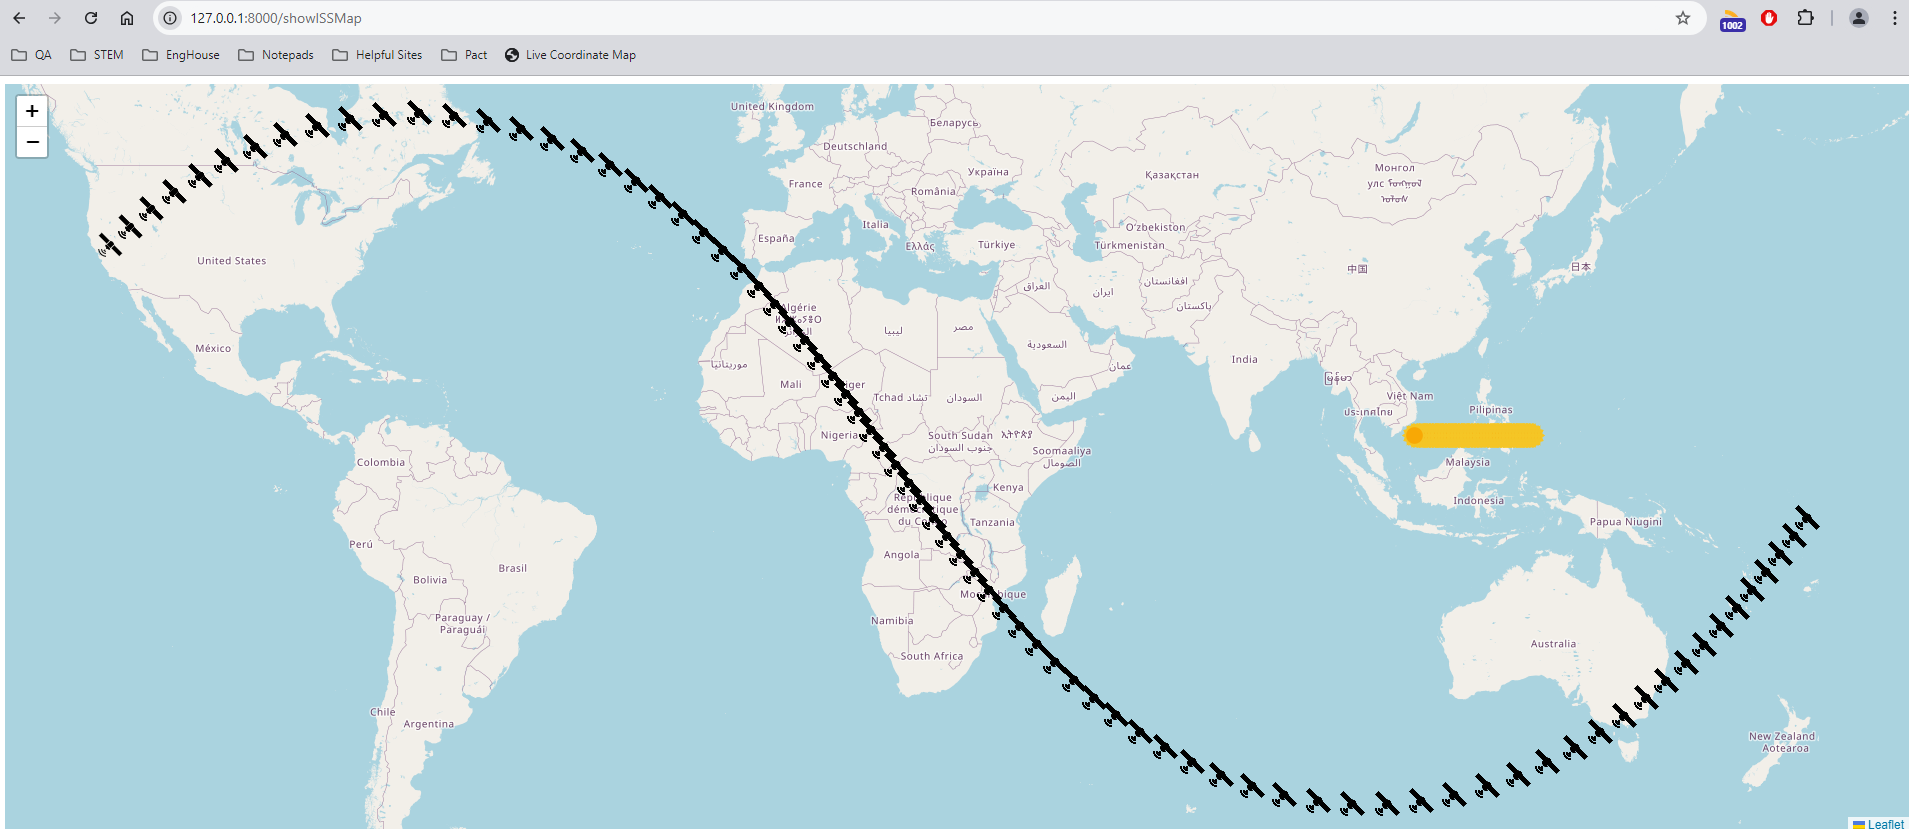 127.0.0.1:8000/showISSMap
1002
QA
STEM
EngHouse
Notepads
Helpful Sites
Pact
Live Coordinate Map
+
−
United Kingdom
Беларусь
Deutschland
Україна
France
România
Монгол
улс
Қазақстан
Italia
España
Ελλάς
Türkiye
Oʻzbekiston
Türkmenistan
United States
中国
日本
افغانستان
ایران
العراق
پاکستان
Algérie
ليبيا
مصر
السعودية
México
India
عمان
موريتانيا
Mali
Tchad تشاد
السودان
اليمن
Việt Nam
ประเทศไทย
Pilipinas
Nigeria
South Sudan
جنوب السودان
ኢትዮጵያ
Soomaaliya
الصومال
Colombia
Malaysia
Kenya
Indonesia
République
démocratique
du Congo
Tanzania
Papua Niugini
Perú
Angola
Brasil
Bolivia
Moçambique
Namibia
Paraguay /
Paraguái
Australia
South Africa
Chile
Argentina
New Zealand
Aotearoa
Leaflet